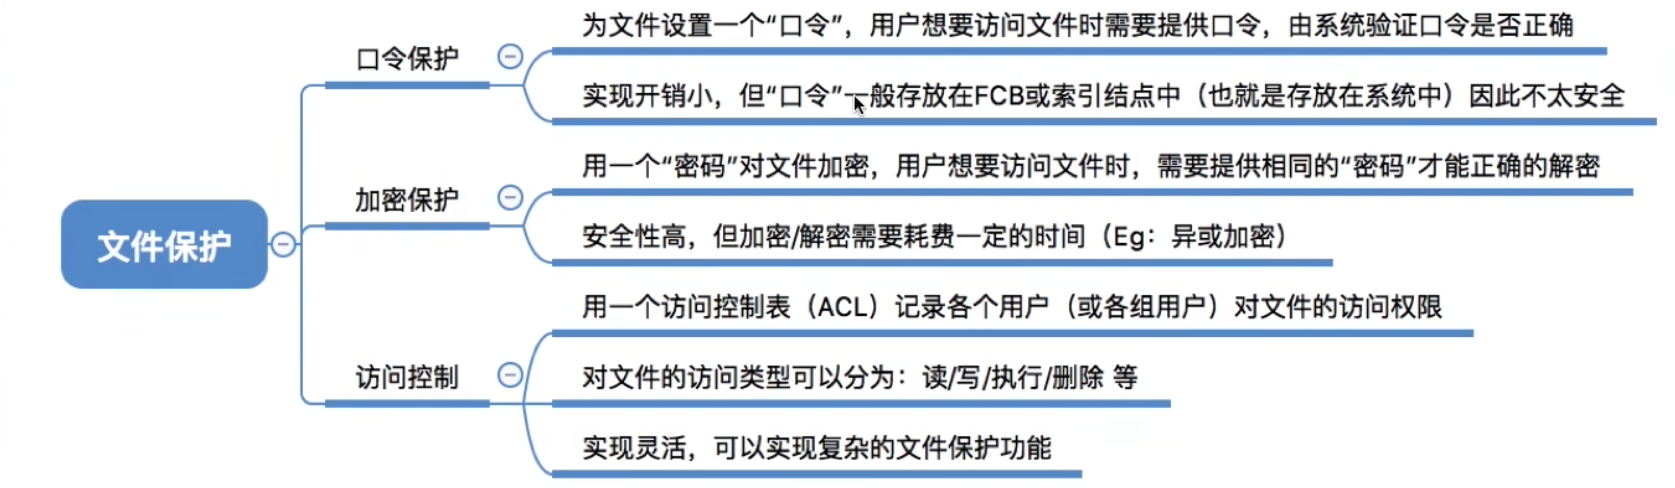 文件保护
口令保护
为文件设置一个“口令”，用户想要访问文件时需要提供口令，由系统验证口令是否正确
实现开销小，但“口令”一般存放在FCB或索引结点中（也就是存放在系统中）因此不太安全
加密保护
用一个“密码”对文件加密，用户想要访问文件时，需要提供相同的“密码”才能正确的解密
安全性高，但加密/解密需要耗费一定的时间（Eg：异或加密）
访问控制
用一个访问控制表（ACL）记录各个用户（或各组用户）对文件的访问权限
对文件的访问类型可以分为：读/写/执行/删除 等
实现灵活，可以实现复杂的文件保护功能